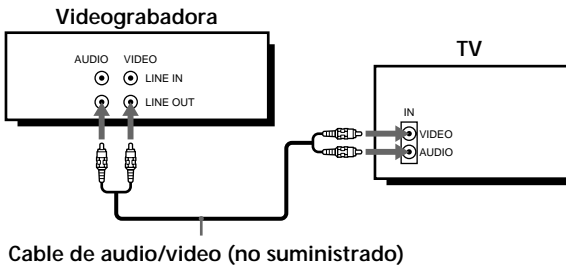 Videograbadora
AUDIO VIDEO
LINE IN
LINE OUT
TV
IN
VIDEO
AUDIO
Cable de audio/video (no suministrado)